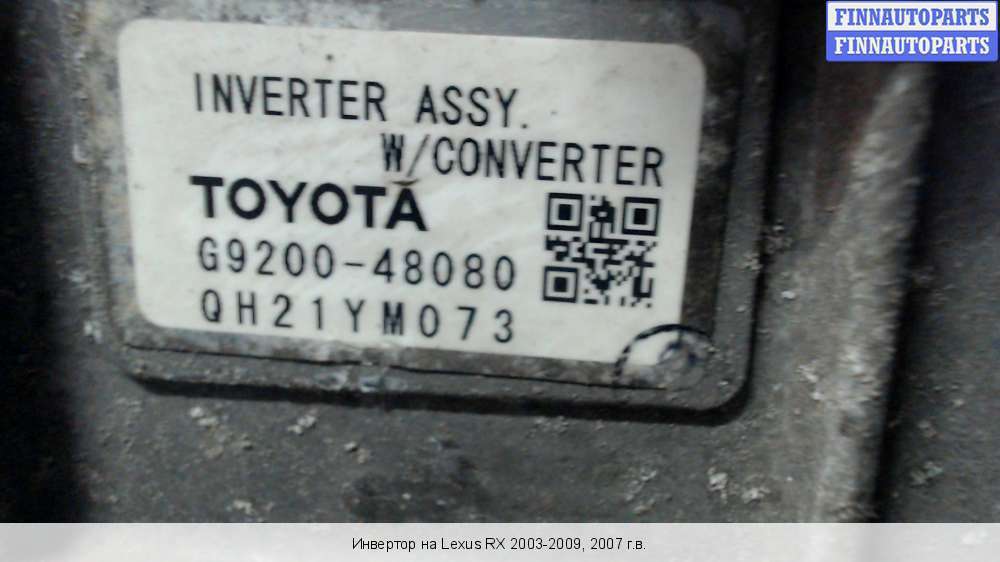 FINNAUTOPARTS
FINNAUTOPARTS
INVERTER ASSY.
W/CONVERTER
TOYOTA
G9200-48080
QH21YM073
Инвертор на Lexus RX 2003-2009, 2007 г.в.